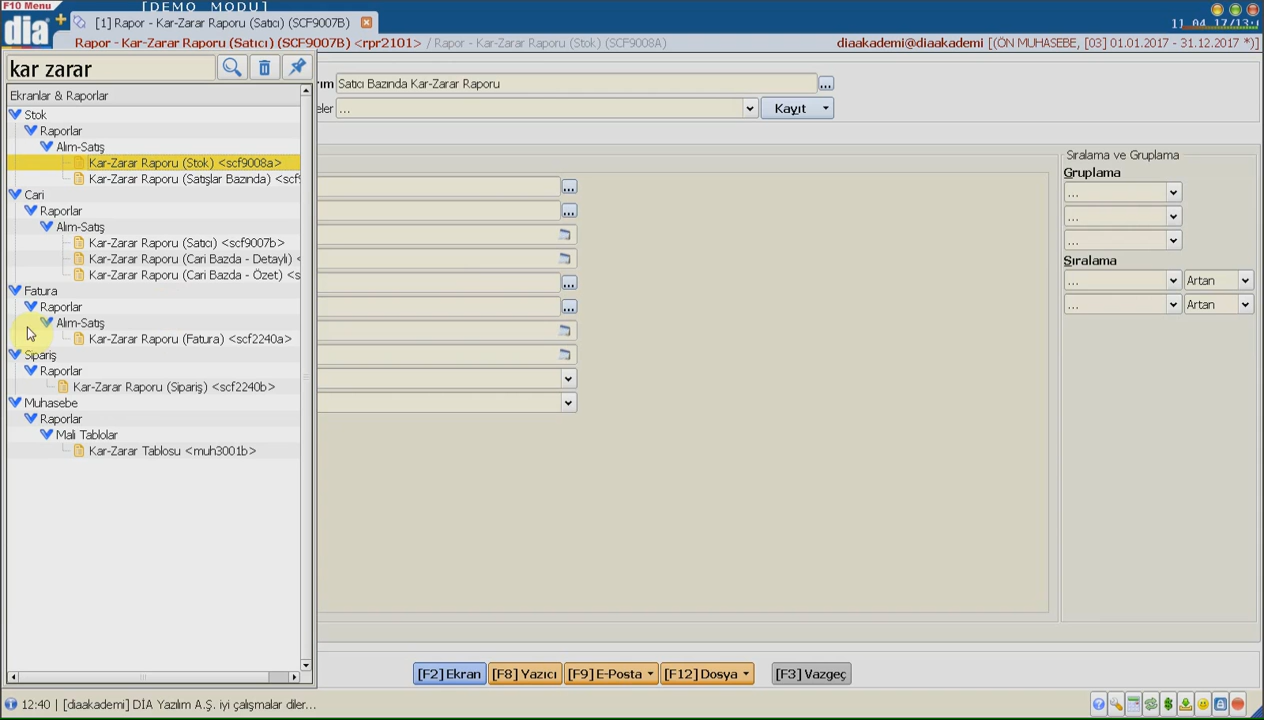 F10 Menu
[DEMO MODU]
[1] Rapor - Kar-Zarar Raporu (Satıcı) (SCF9007B)
dia
Rapor - Kar-Zarar Raporu (Satıcı) (SCF9007B) <rpr2101> / Rapor - Kar-Zarar Raporu (Stok) (SCF9008A)
diaakademi@diaakademi [(ÖN MUHASEBE, [03] 01.01.2017 - 31.12.2017 *)]
kar zarar
Satıcı Bazında Kar-Zarar Raporu
...
Kayıt
Ekranlar & Raporlar
Stok
Raporlar
Alım-Satış
Kar-Zarar Raporu (Stok) <scf9008a>
Kar-Zarar Raporu (Satışlar Bazında) <scf9
Cari
Raporlar
Alım-Satış
Kar-Zarar Raporu (Satıcı) <scf9007b>
Kar-Zarar Raporu (Cari Bazda - Detaylı) <
Kar-Zarar Raporu (Cari Bazda - Özet) <s
Fatura
Raporlar
Alım-Satış
Kar-Zarar Raporu (Fatura) <scf2240a>
Sipariş
Raporlar
Kar-Zarar Raporu (Sipariş) <scf2240b>
Muhasebe
Raporlar
Mali Tablolar
Kar-Zarar Tablosu <muh3001b>
Sıralama ve Gruplama
Gruplama
...
...
...
Sıralama
... Artan
... Artan
[F2] Ekran
[F8] Yazıcı
[F9] E-Posta
[F12] Dosya
[F3] Vazgeç
12:40 | [diaakademi] DİA Yazılım A.Ş. iyi çalışmalar diler...